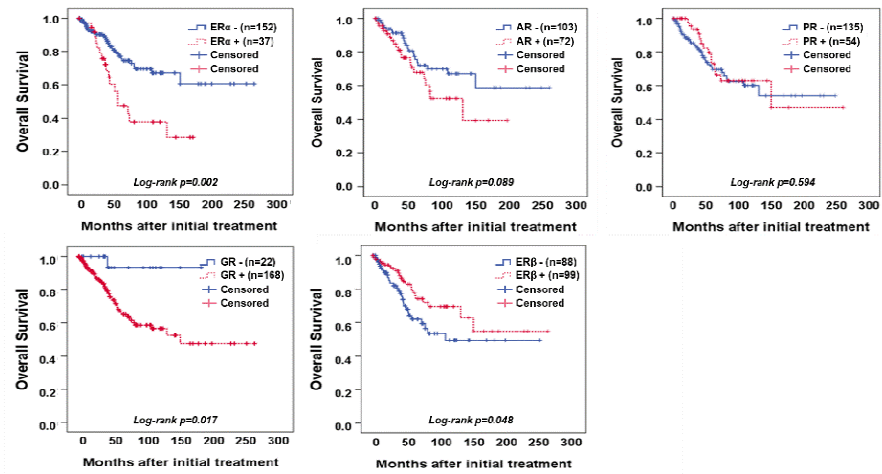 ERα - (n=152)
ERα + (n=37)
Censored
Censored
Overall Survival
1.0
0.8
0.6
0.4
0.2
0.0
Log-rank p=0.002
0 50 100 150 200 250 300
Months after initial treatment
AR - (n=103)
AR + (n=72)
Censored
Censored
Overall Survival
1.0
0.8
0.6
0.4
0.2
0.0
Log-rank p=0.089
0 50 100 150 200 250 300
Months after initial treatment
PR - (n=135)
PR + (n=54)
Censored
Censored
Overall Survival
1.0
0.8
0.6
0.4
0.2
0.0
Log-rank p=0.594
0 50 100 150 200 250 300
Months after initial treatment
GR - (n=22)
GR + (n=168)
Censored
Censored
Overall Survival
1.0
0.8
0.6
0.4
0.2
0.0
Log-rank p=0.017
0 50 100 150 200 250 300
Months after initial treatment
ERβ - (n=88)
ERβ + (n=99)
Censored
Censored
Overall Survival
1.0
0.8
0.6
0.4
0.2
0.0
Log-rank p=0.048
0 50 100 150 200 250 300
Months after initial treatment